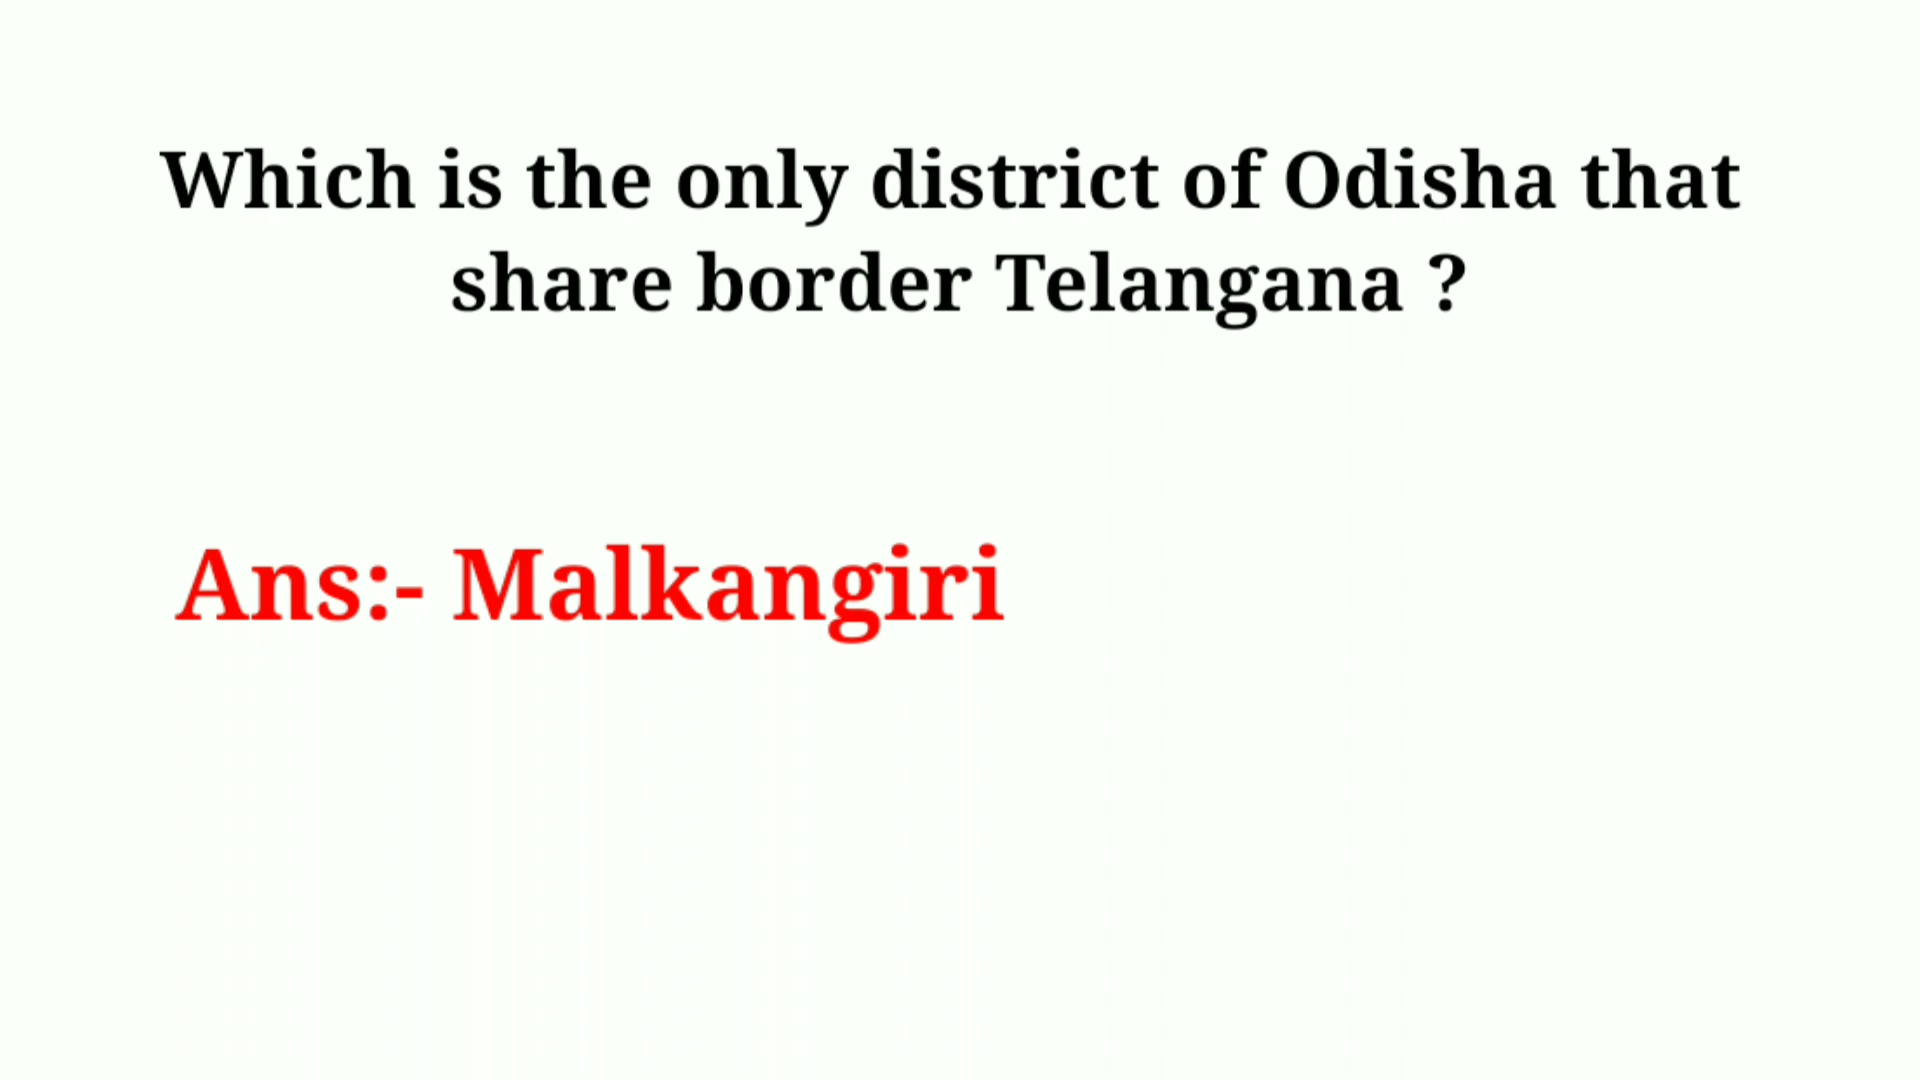 Which is the only district of Odisha that
share border Telangana ?
Ans:- Malkangiri